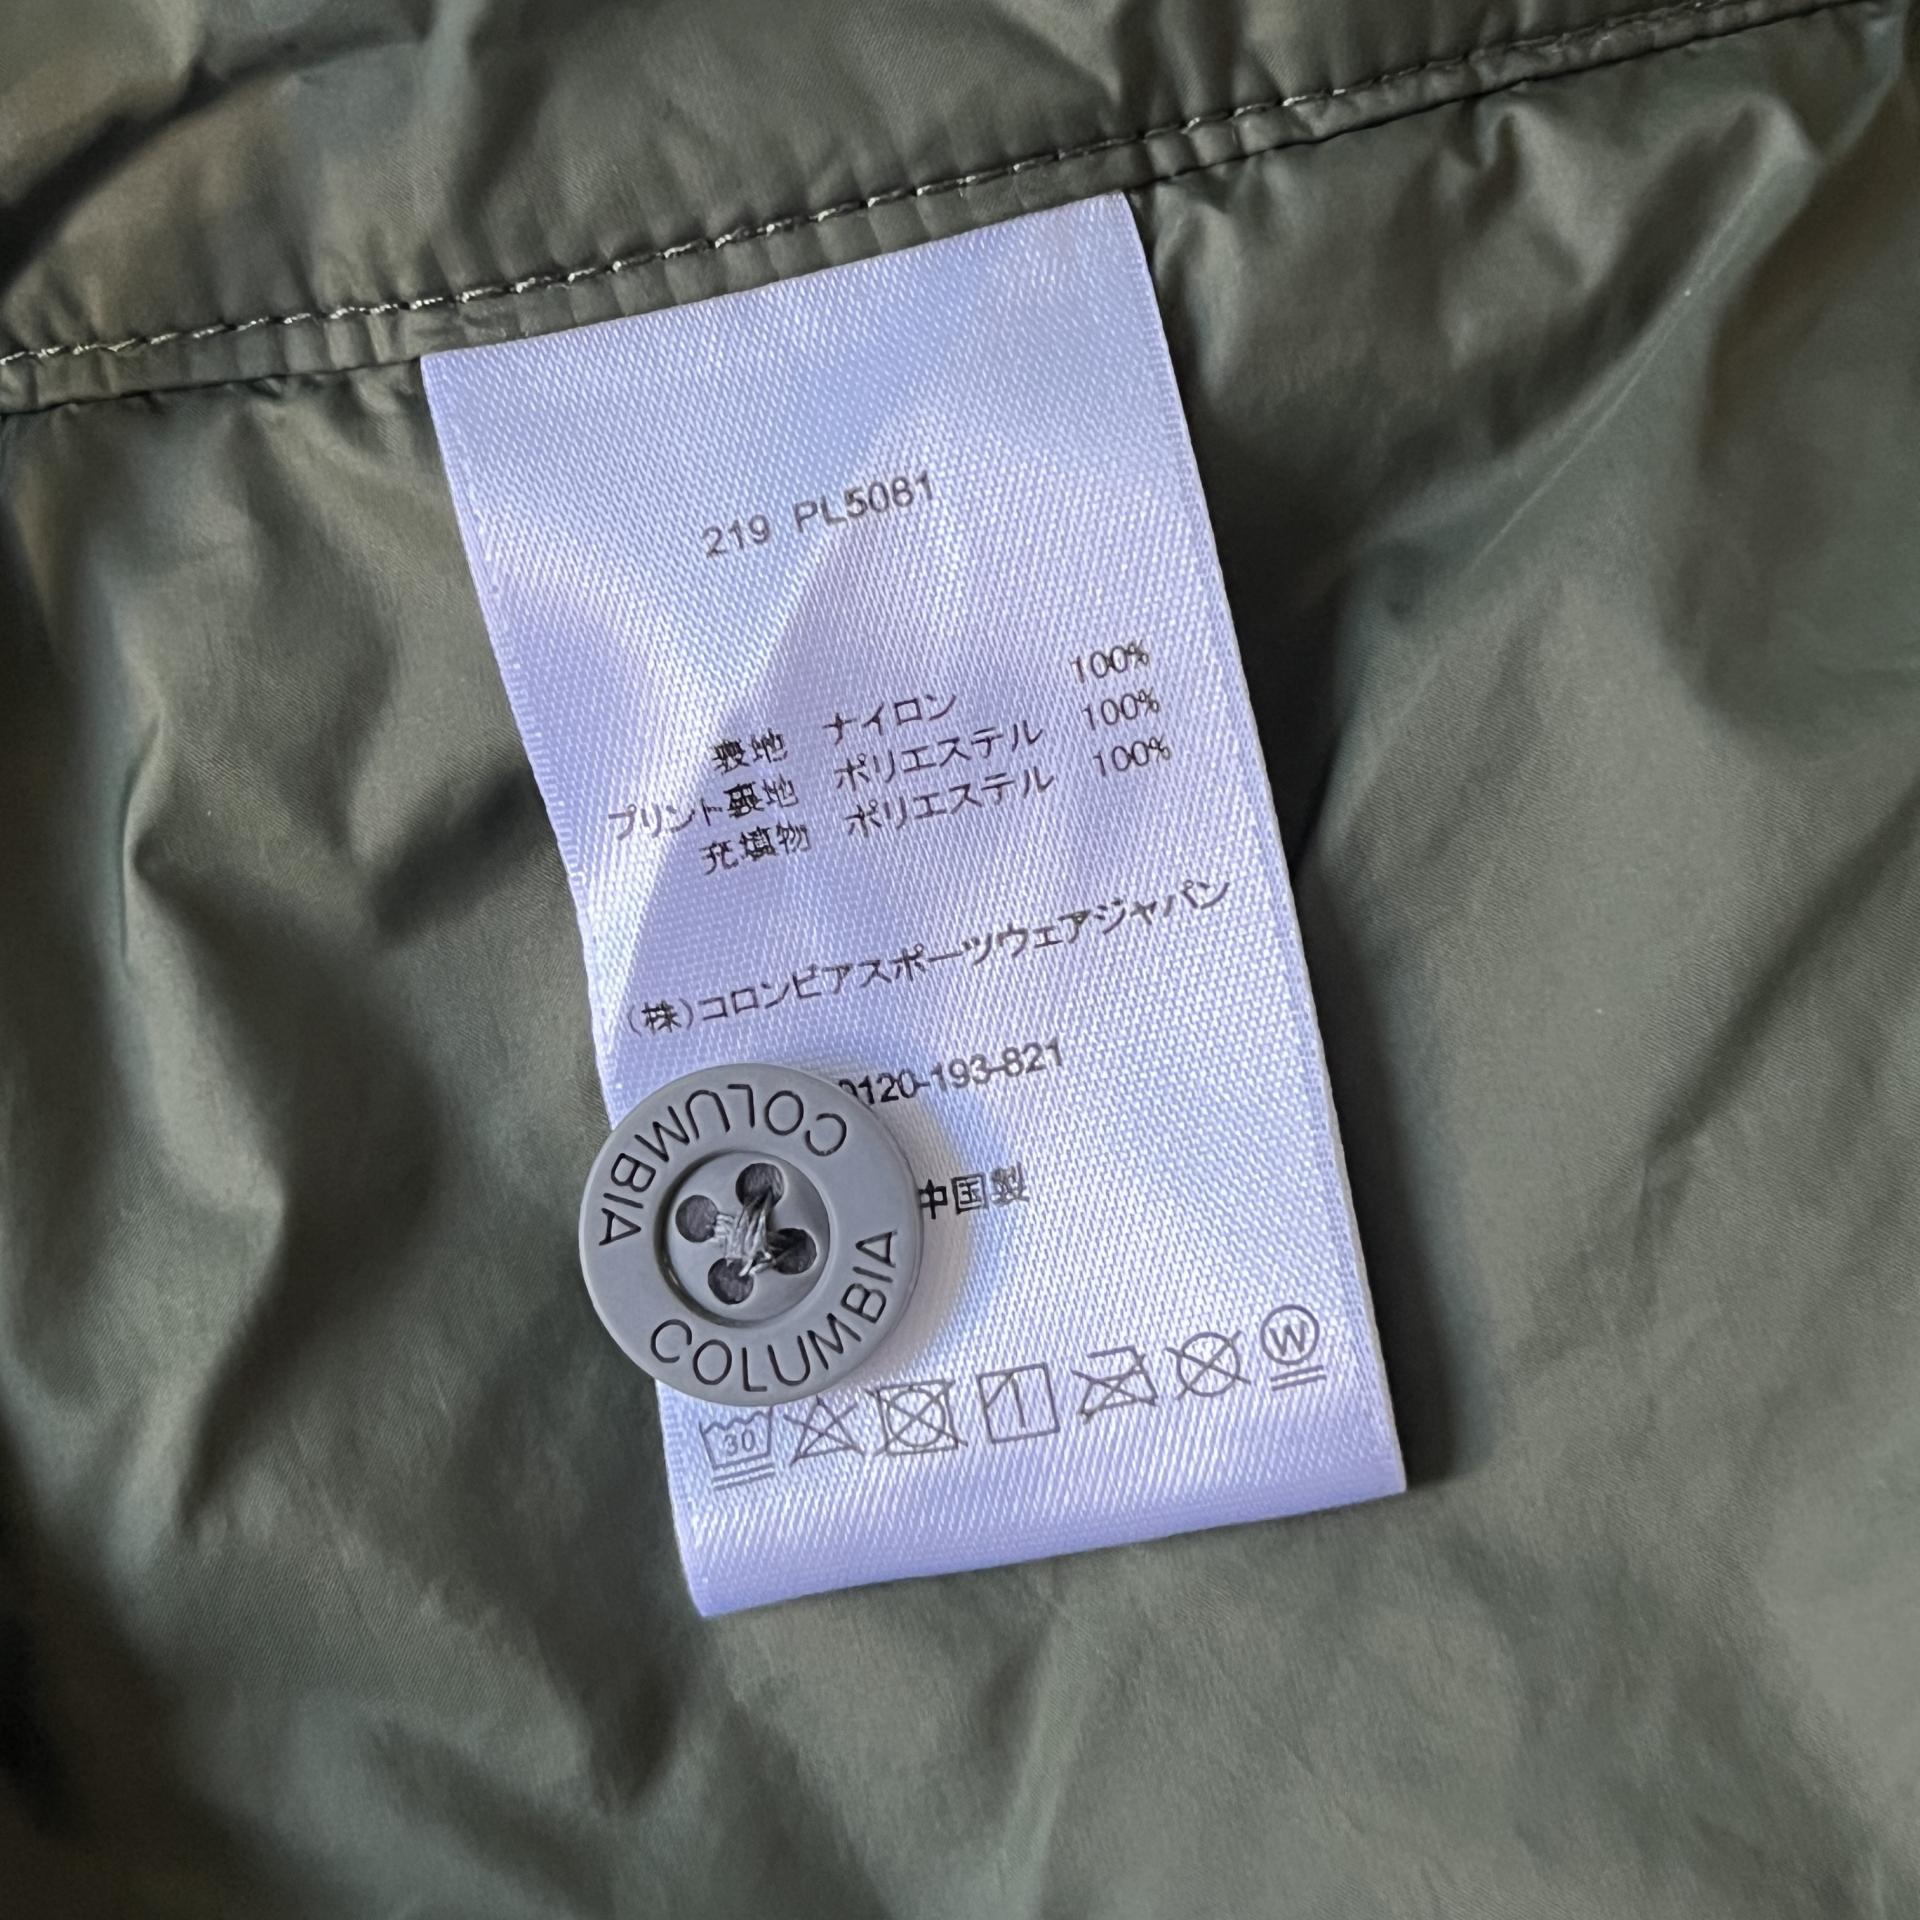 219 PL5081
裏地 ナイロン 100%
プリント裏地 ポリエステル 100%
充填物 ポリエステル 100%
(株)コロンビアスポーツウェアジャパン
0120-193-821
中国製
COLUMBIA
COLUMBIA
30
W